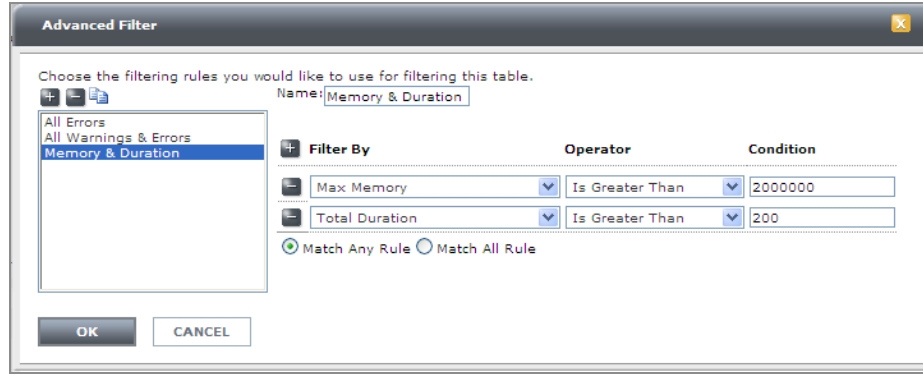 Advanced Filter
Choose the filtering rules you would like to use for filtering this table.
Name: Memory & Duration
All Errors
All Warnings & Errors
Memory & Duration
Filter By Operator Condition
Max Memory Is Greater Than 2000000
Total Duration Is Greater Than 200
Match Any Rule Match All Rule
OK CANCEL